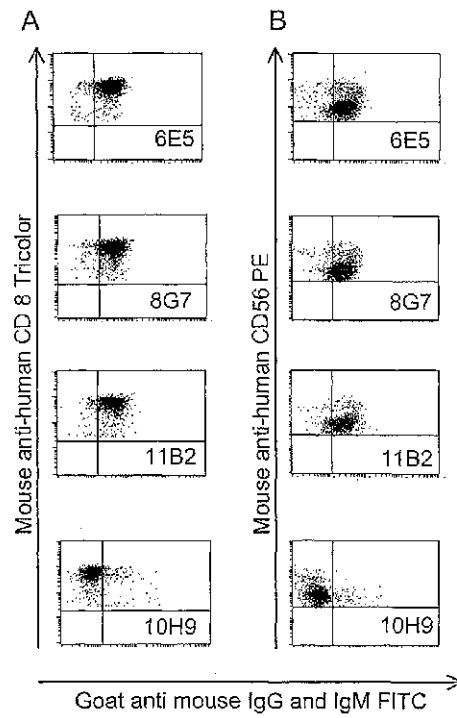 A
B
Mouse anti-human CD 8 Tricolor
Mouse anti-human CD56 PE
6E5
6E5
8G7
8G7
11B2
11B2
10H9
10H9
Goat anti mouse IgG and IgM FITC